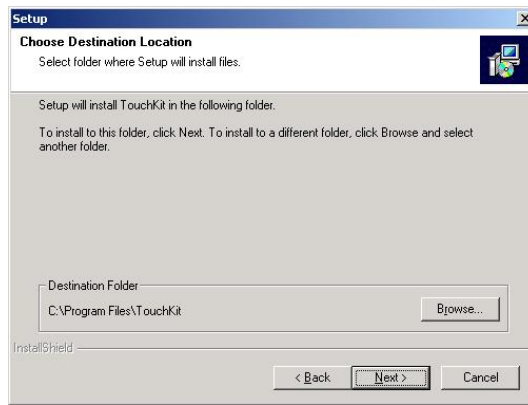 Setup
Choose Destination Location
Select folder where Setup will install files.
Setup will install TouchKit in the following folder.
To install to this folder, click Next. To install to a different folder, click Browse and select
another folder.
Destination Folder
C:\Program Files\TouchKit
Browse...
InstallShield
< Back
Next >
Cancel